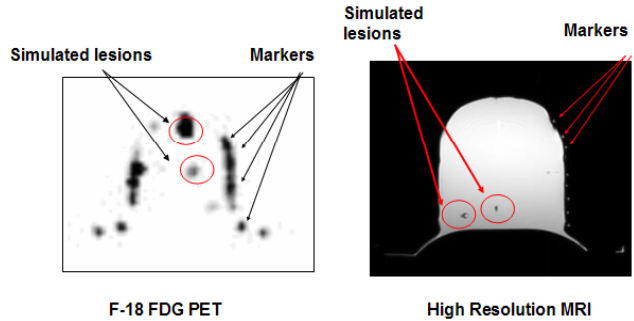 Simulated lesions
Markers
Simulated
lesions
Markers
F-18 FDG PET
High Resolution MRI